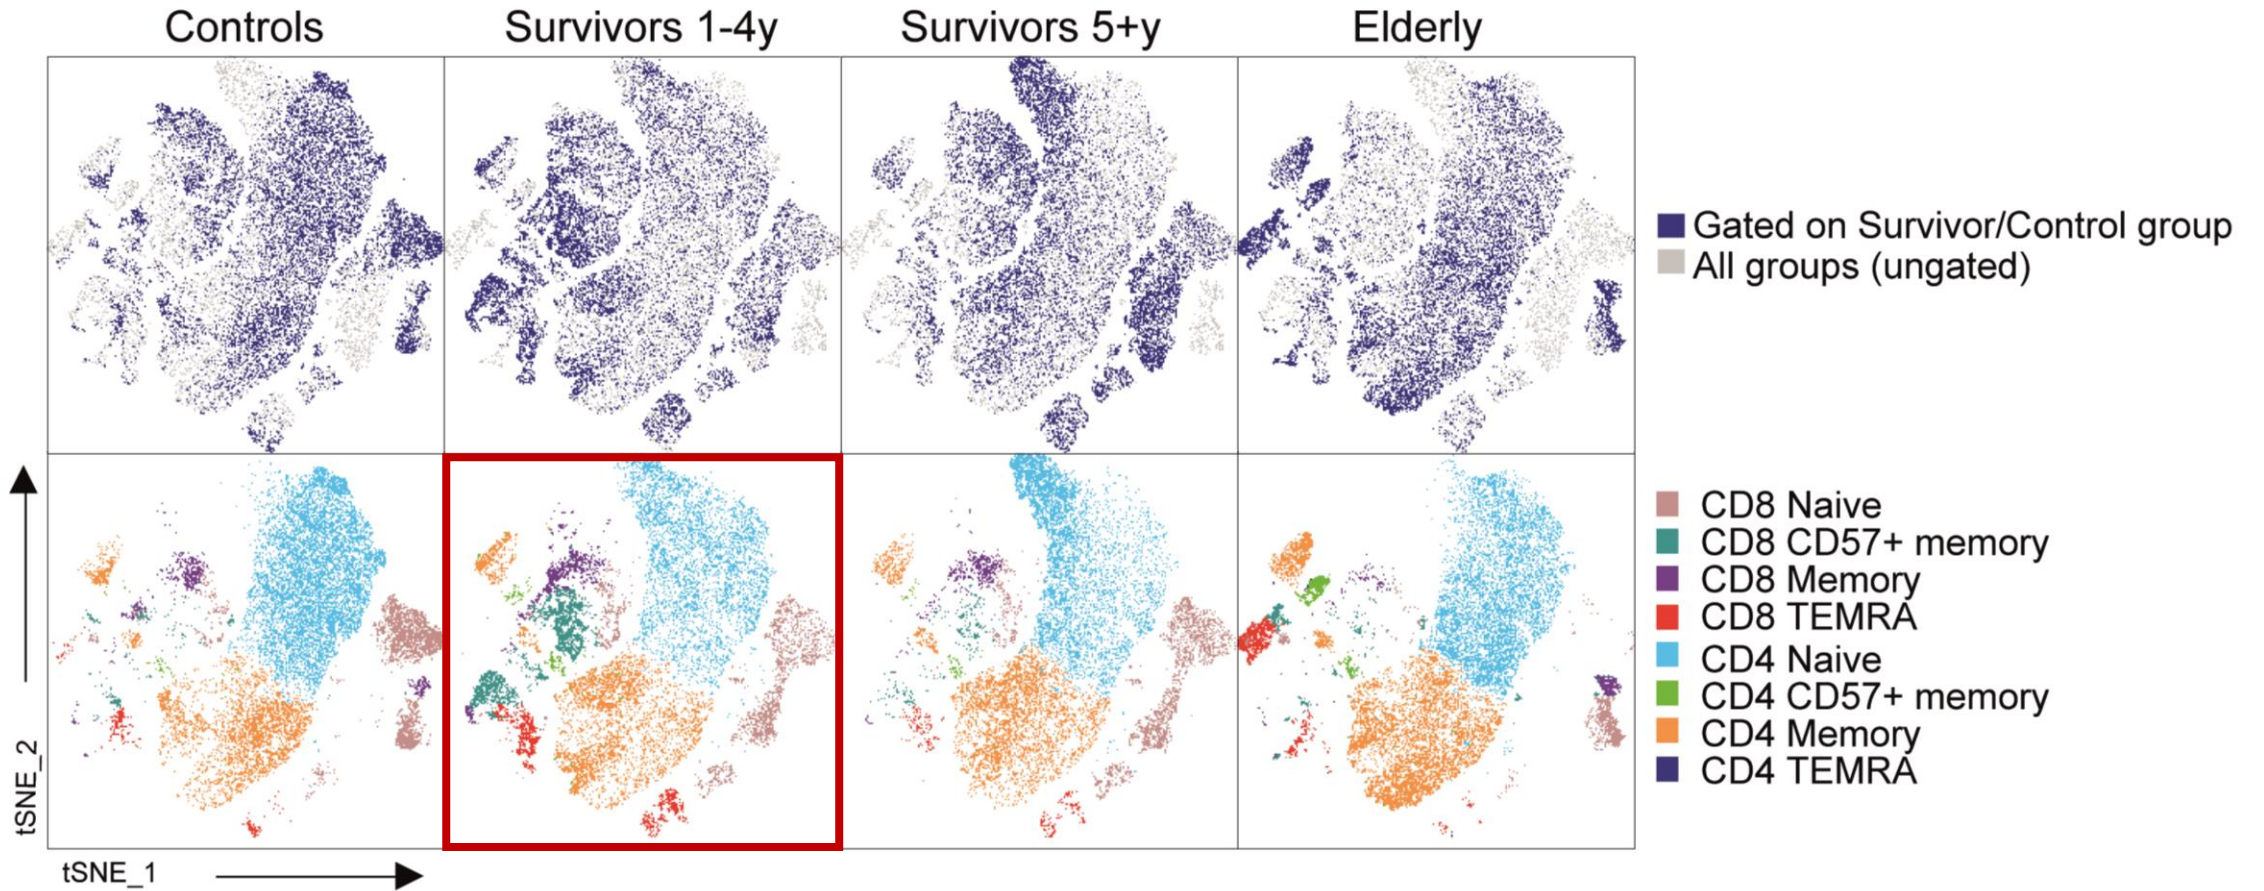 Controls
Survivors 1-4y
Survivors 5+y
Elderly
Gated on Survivor/Control group
All groups (ungated)
CD8 Naive
CD8 CD57+ memory
CD8 Memory
CD8 TEMRA
CD4 Naive
CD4 CD57+ memory
CD4 Memory
CD4 TEMRA
tSNE_2
tSNE_1